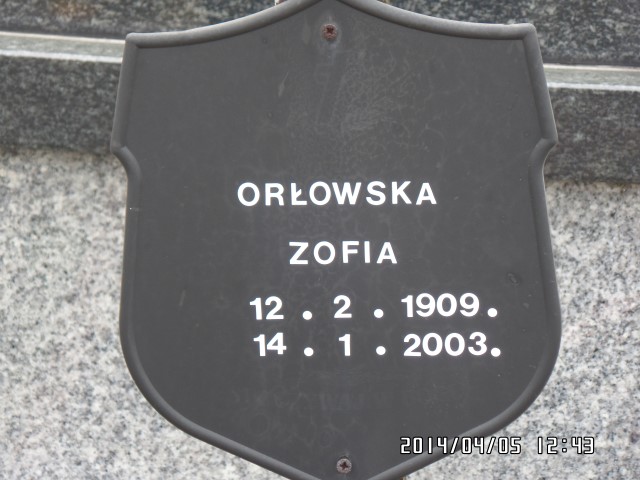 ORŁOWSKA
ZOFIA
12 . 2 . 1909.
14 . 1 . 2003.
2014/04/05 12:43